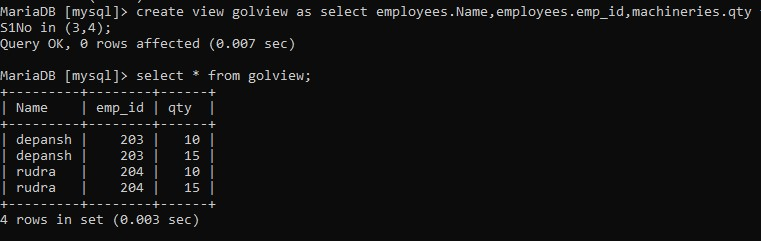 MariaDB [mysql]> create view golview as select employees.Name,employees.emp_id,machineries.qty
S1No in (3,4);
Query OK, 0 rows affected (0.007 sec)
MariaDB [mysql]> select * from golview;
+---------+--------+------+
| Name    | emp_id | qty  |
+---------+--------+------+
| depansh |    203 |   10 |
| depansh |    203 |   15 |
| rudra   |    204 |   10 |
| rudra   |    204 |   15 |
+---------+--------+------+
4 rows in set (0.003 sec)